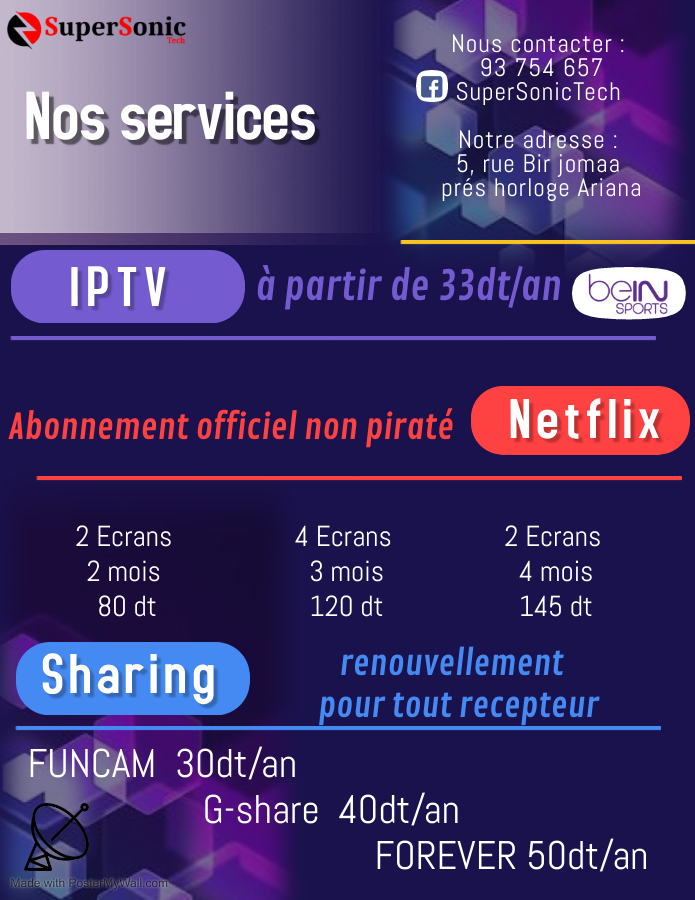 SuperSonic
Tech
Nos services
Nous contacter :
93 754 657
SuperSonicTech
Notre adresse :
5, rue Bir jomaa
prés horloge Ariana
IPTV à partir de 33dt/an beIN
SPORTS
Abonnement officiel non piraté Netflix
2 Ecrans 4 Ecrans 2 Ecrans
2 mois 3 mois 4 mois
80 dt 120 dt 145 dt
Sharing renouvellement
pour tout recepteur
FUNCAM 30dt/an
G-share 40dt/an
FOREVER 50dt/an
Made with PosterMyWall.com